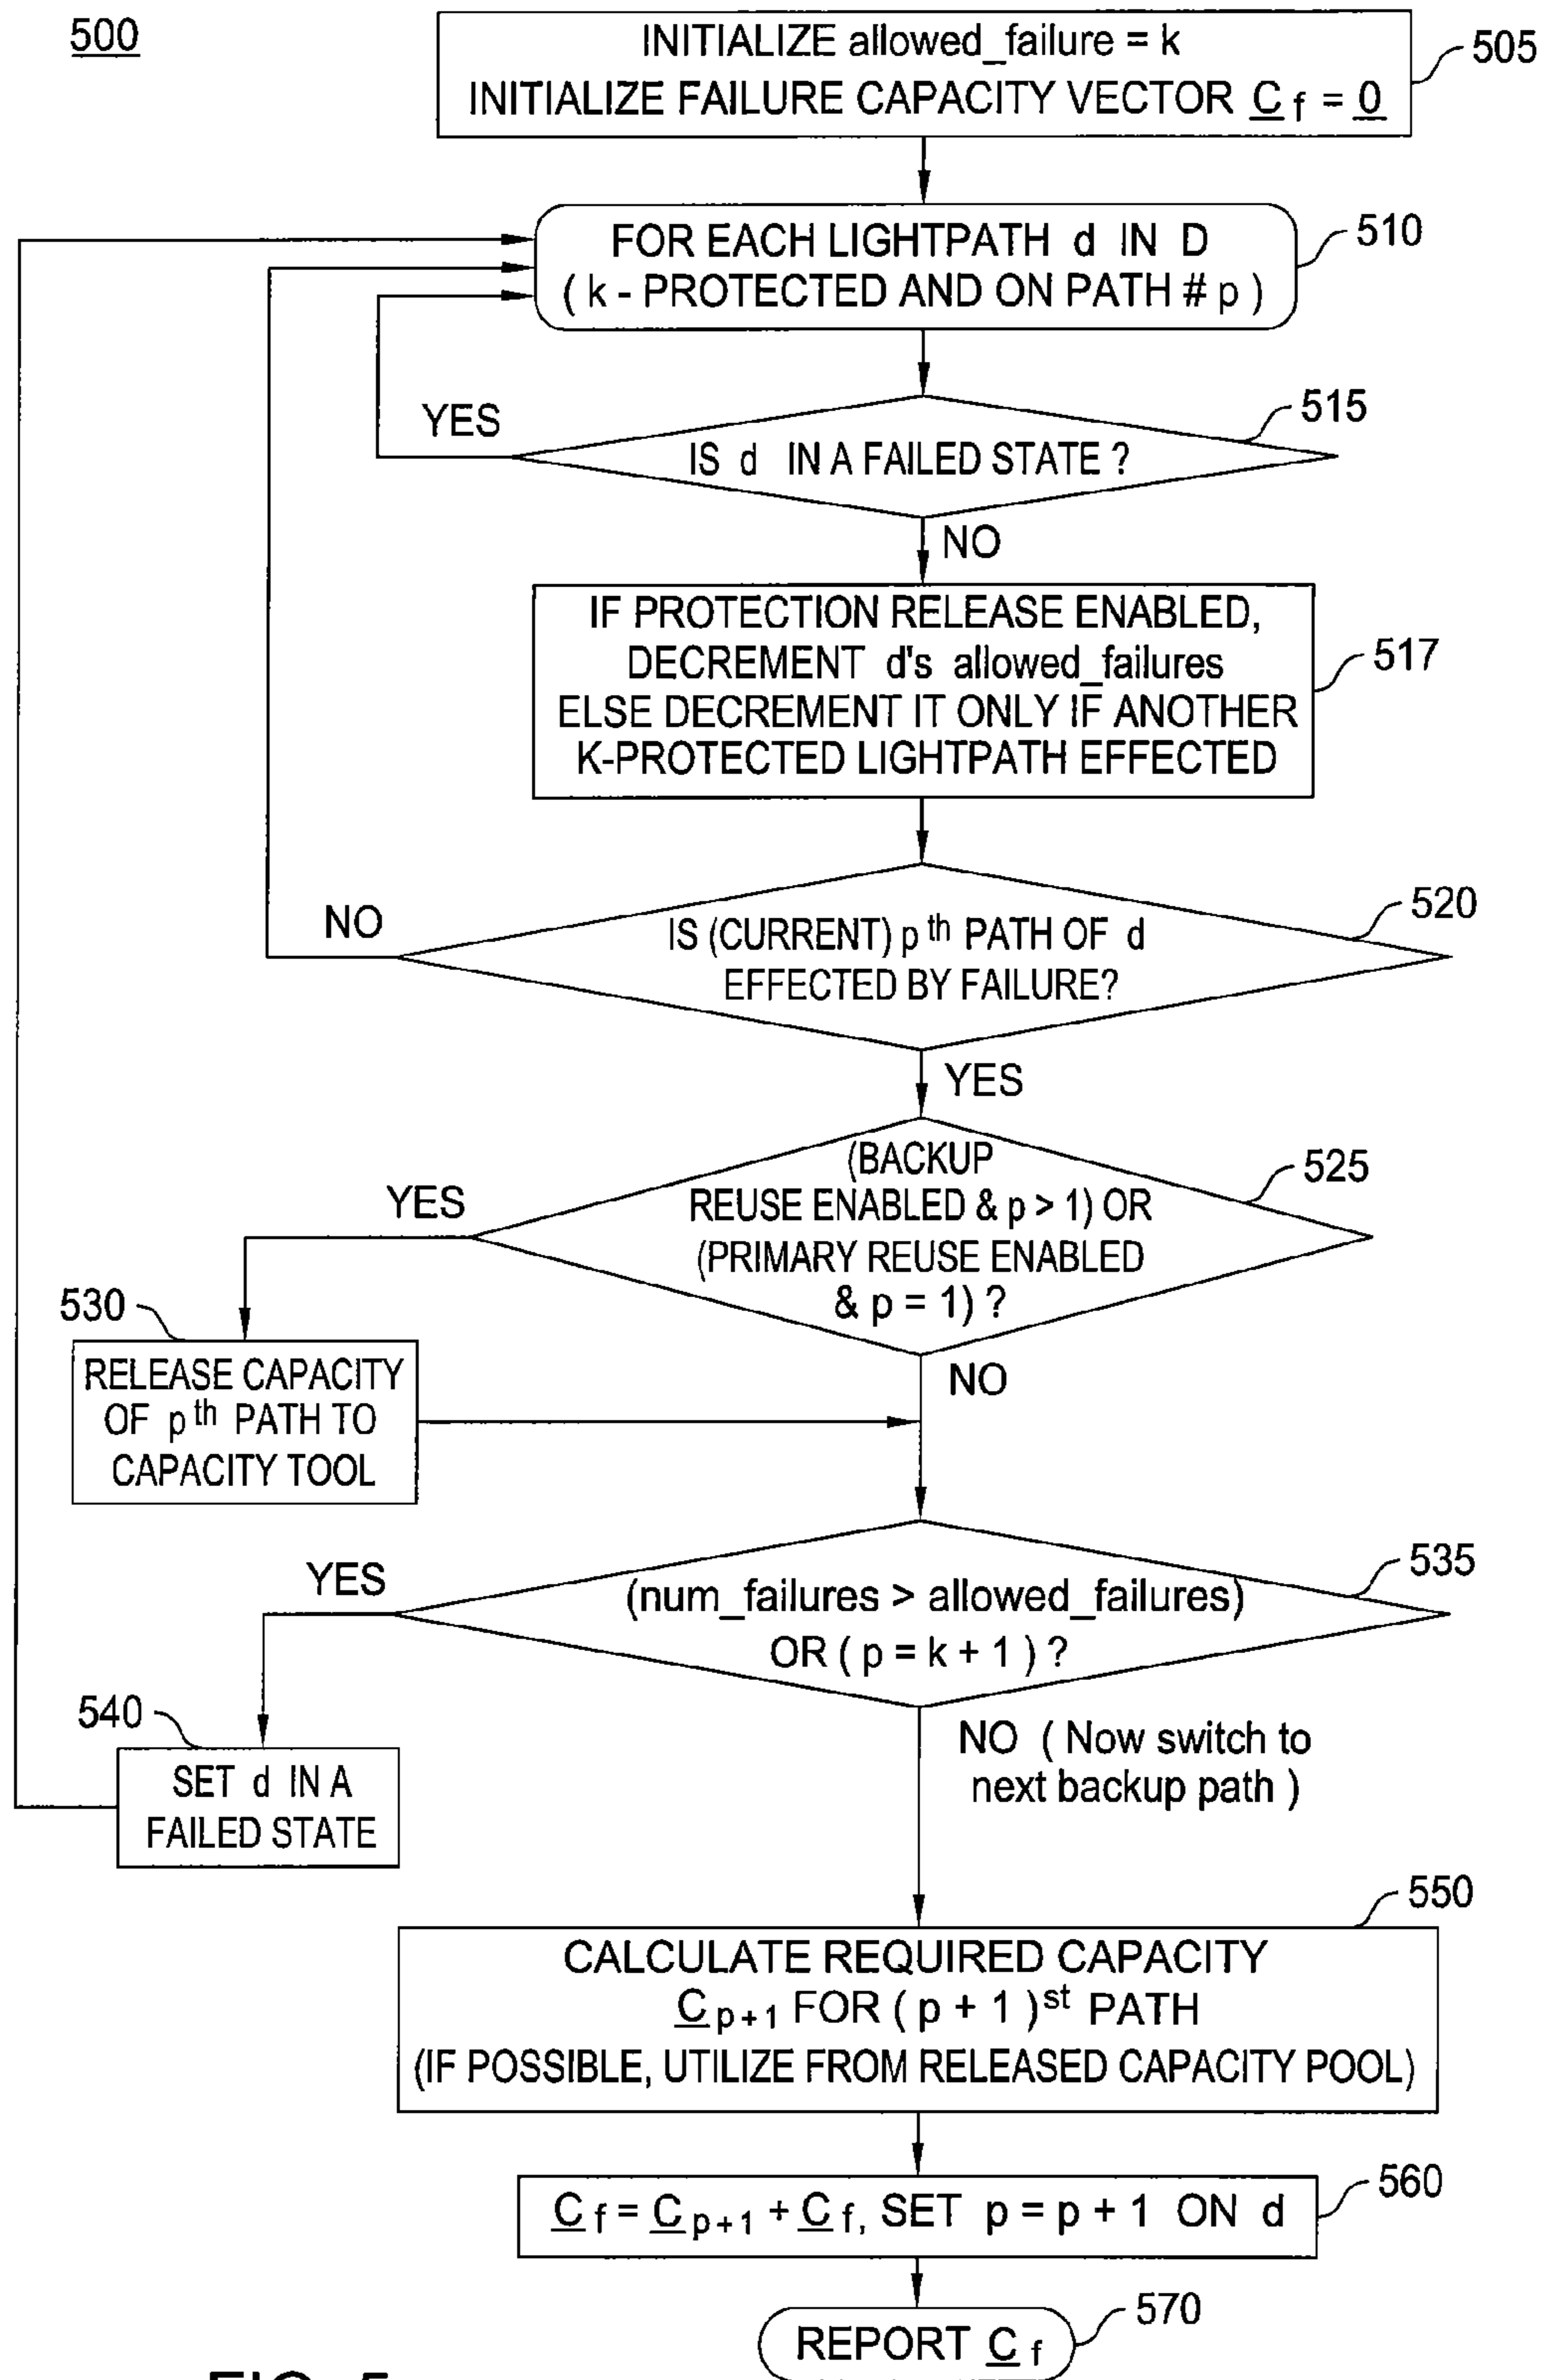 500
INITIALIZE allowed_failure = k
INITIALIZE FAILURE CAPACITY VECTOR C f = 0
505
FOR EACH LIGHTPATH d IN D
( k - PROTECTED AND ON PATH # p )
510
YES
IS d IN A FAILED STATE ?
515
NO
IF PROTECTION RELEASE ENABLED,
DECREMENT d's allowed_failures
ELSE DECREMENT IT ONLY IF ANOTHER
K-PROTECTED LIGHTPATH EFFECTED
517
NO
IS (CURRENT) p th PATH OF d
EFFECTED BY FAILURE?
520
YES
(BACKUP
REUSE ENABLED & p > 1) OR
(PRIMARY REUSE ENABLED
& p = 1) ?
525
YES
530
RELEASE CAPACITY
OF p th PATH TO
CAPACITY TOOL
NO
YES
(num_failures > allowed_failures)
OR ( p = k + 1 ) ?
535
540
SET d IN A
FAILED STATE
NO ( Now switch to
next backup path )
550
CALCULATE REQUIRED CAPACITY
C p + 1 FOR ( p + 1 ) st PATH
(IF POSSIBLE, UTILIZE FROM RELEASED CAPACITY POOL)
C f = C p + 1 + C f, SET p = p + 1 ON d
560
REPORT C f
570